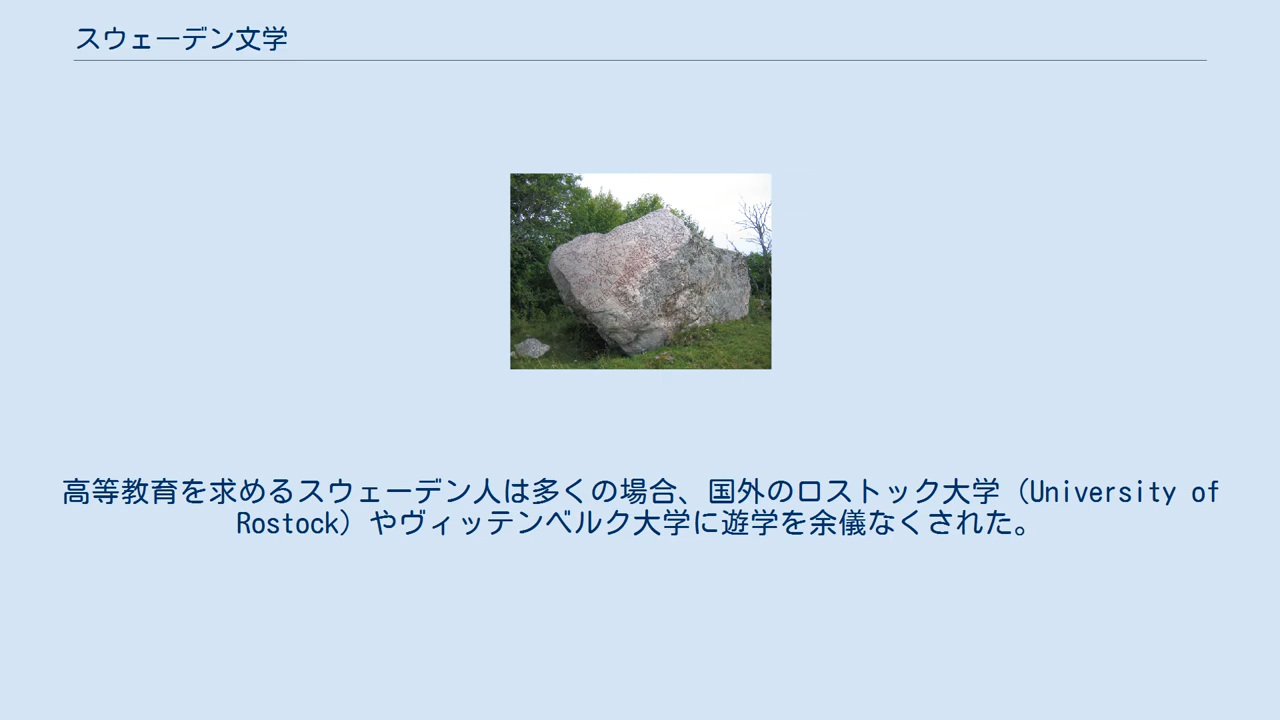 スウェーデン文学
高等教育を求めるスウェーデン人は多くの場合、国外のロストック大学（University of
Rostock）やヴィッテンベルク大学に遊学を余儀なくされた。